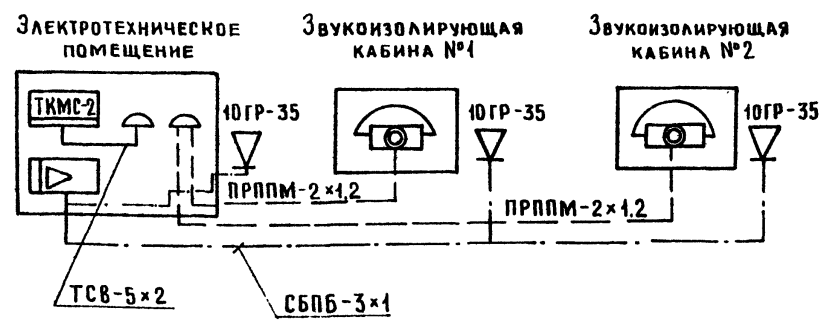 Электротехническое
помещение
Звукоизолирующая
кабина №1
Звукоизолирующая
кабина №2
ТКМС-2
10ГР-35
10ГР-35
10ГР-35
ПРППМ-2×1,2
ПРППМ-2×1,2
ТСВ-5×2
СБПБ-3×1